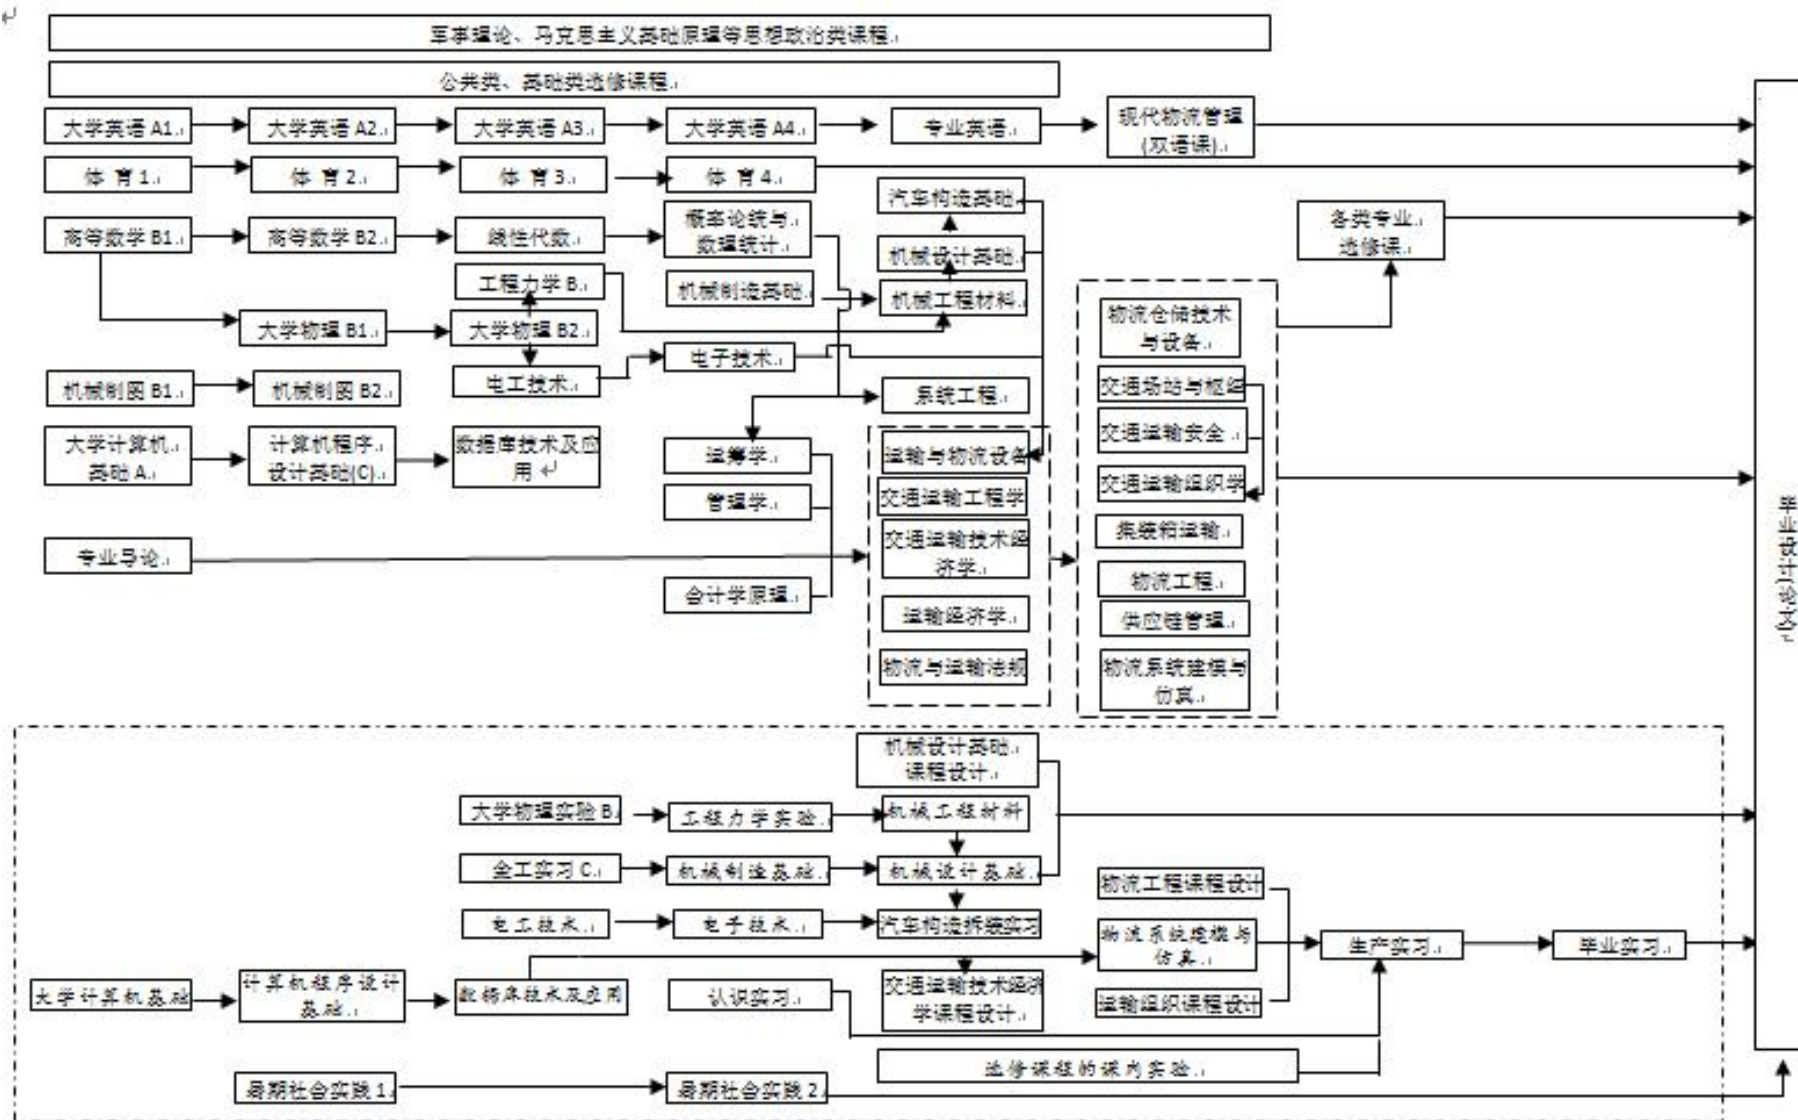 军事理论、马克思主义基础原理等思想政治类课程
公共类、基础类选修课程
大学英语 A1
大学英语 A2
大学英语 A3
大学英语 A4
专业英语
现代物流管理
(双语课)
体 育 1
体 育 2
体 育 3
体 育 4
汽车构造基础
高等数学 B1
高等数学 B2
线性代数
概率论统与
数理统计
机械设计基础
各类专业
选修课
工程力学 B
机械制造基础
机械工程材料
大学物理 B1
大学物理 B2
物流仓储技术
与设备
电子技术
机械制图 B1
机械制图 B2
电工技术
系统工程
交通场站与枢纽
大学计算机
基础 A
计算机程序
设计基础(C)
数据库技术及应
用
运筹学
运输与物流设备
交通运输安全
管理学
交通运输工程学
交通运输组织学
专业导论
交通运输技术经
济学
集装箱运输
会计学原理
运输经济学
物流工程
供应链管理
物流与运输法规
物流系统建模与
仿真
毕业设计(论文)
机械设计基础
课程设计
大学物理实验 B
工程力学实验
机械工程材料
金工实习 C
机械制造基础
机械设计基础
物流工程课程设计
电工技术
电子技术
汽车构造拆装实习
物流系统建模与
仿真
生产实习
毕业实习
大学计算机基础
计算机程序设计
基础
数据库技术及应用
认识实习
交通运输技术经济
学课程设计
运输组织课程设计
选修课程的课内实验
暑期社会实践 1
暑期社会实践 2